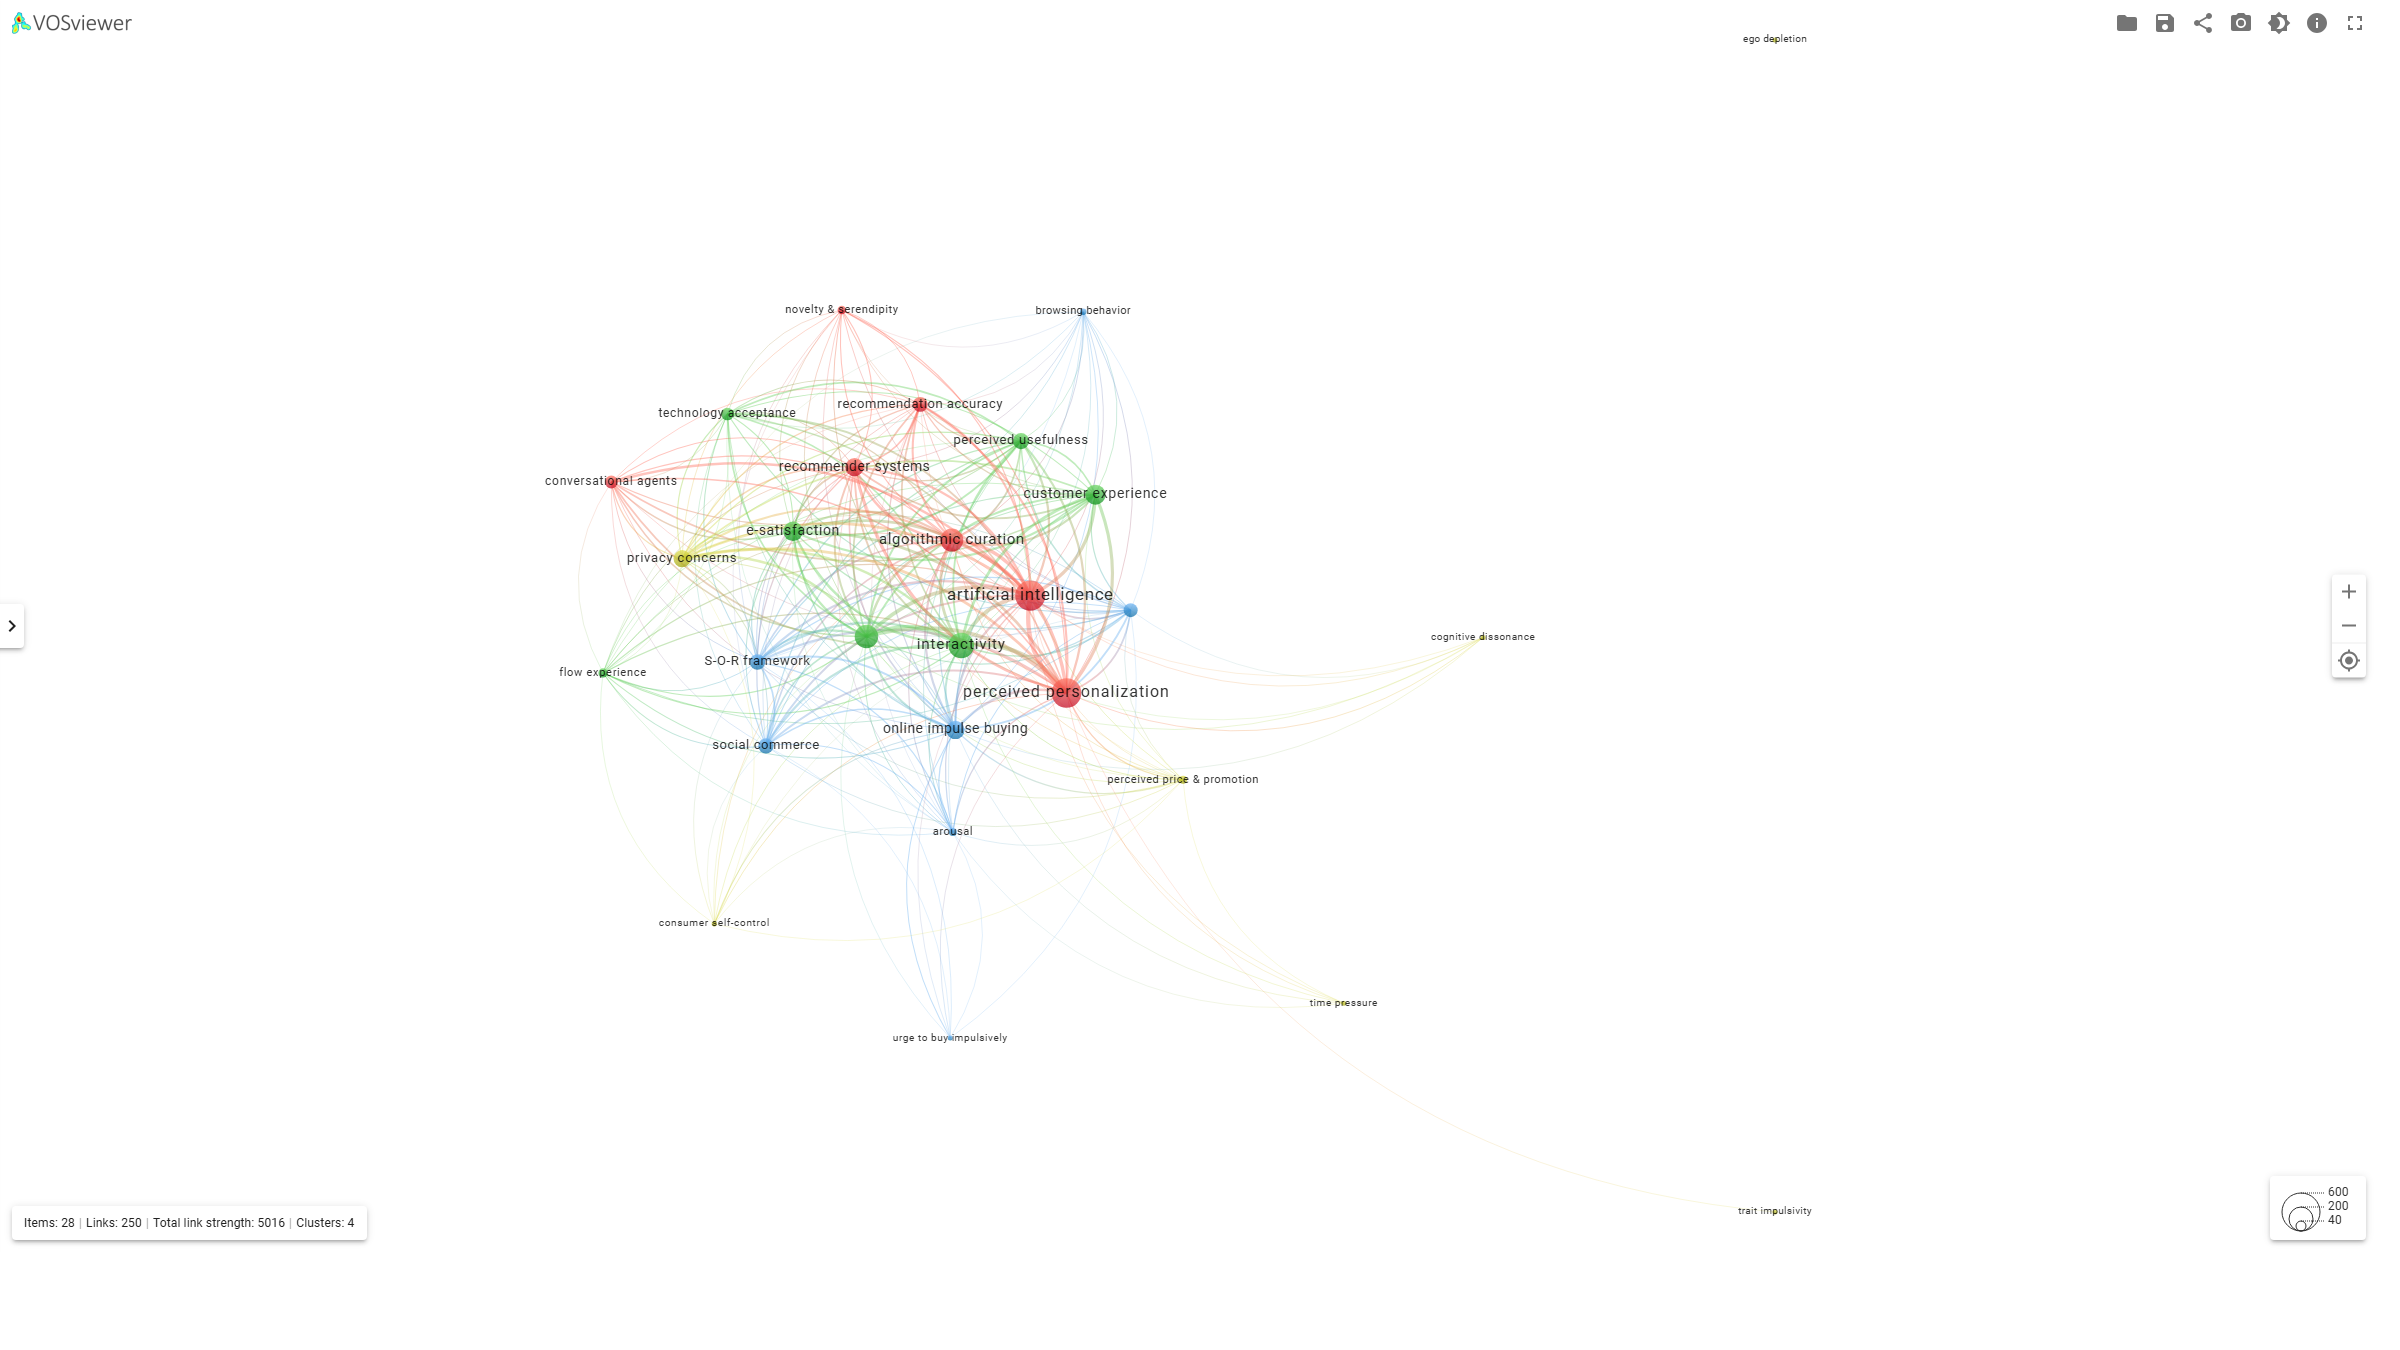 VOSviewer
ego depletion
novelty & serendipity
browsing behavior
recommendation accuracy
technology acceptance
perceived usefulness
recommender systems
conversational agents
customer experience
e-satisfaction
algorithmic curation
privacy concerns
artificial intelligence
cognitive dissonance
interactivity
S-O-R framework
flow experience
perceived personalization
online impulse buying
social commerce
perceived price & promotion
arousal
consumer self-control
time pressure
urge to buy impulsively
trait impulsivity
600
200
40
Items: 28 | Links: 250 | Total link strength: 5016 | Clusters: 4